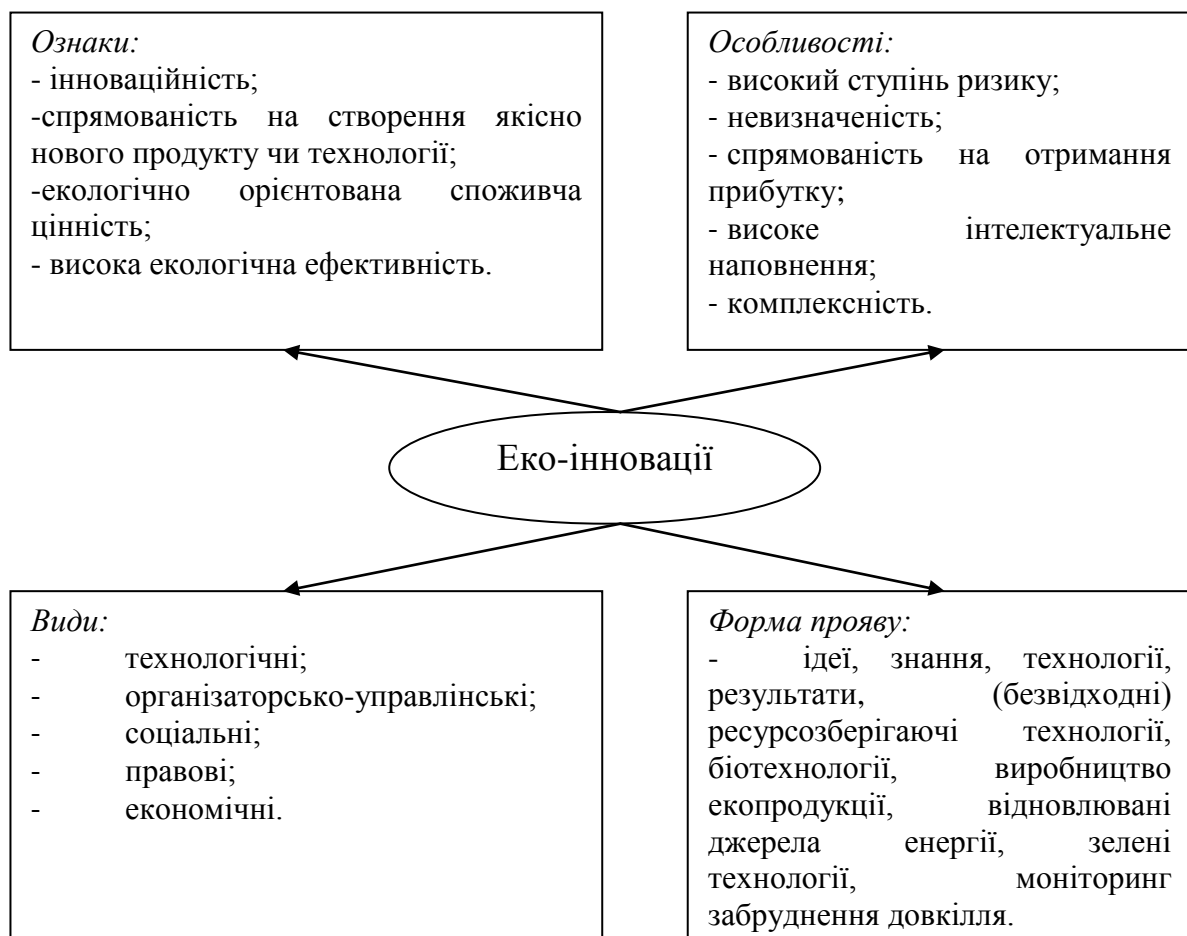 Ознаки:
- інноваційність;
-спрямованість на створення якісно
нового продукту чи технології;
-екологічно орієнтована споживча
цінність;
- висока екологічна ефективність.
Особливості:
- високий ступінь ризику;
- невизначеність;
- спрямованість на отримання
прибутку;
- високе інтелектуальне
наповнення;
- комплексність.
Еко-інновації
Види:
- технологічні;
- організаторсько-управлінські;
- соціальні;
- правові;
- економічні.
Форма прояву:
- ідеї, знання, технології,
результати, (безвідходні)
ресурсозберігаючі технології,
біотехнології, виробництво
екопродукції, відновлювані
джерела енергії, зелені
технології, моніторинг
забруднення довкілля.